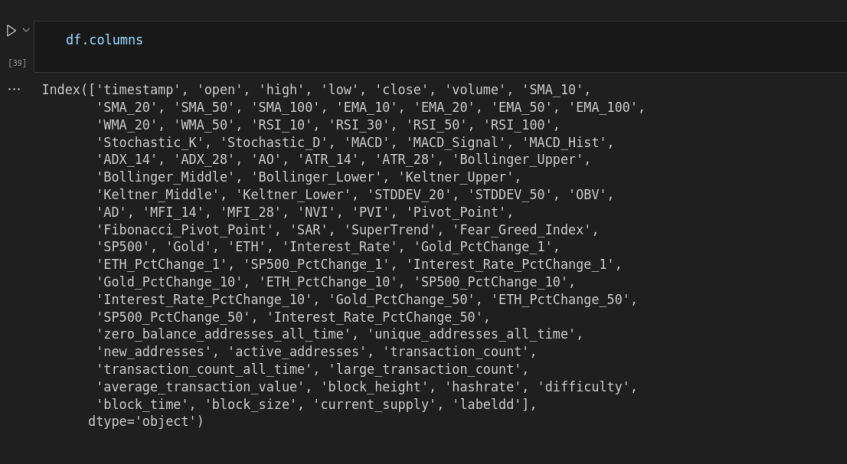 df.columns
[39]
Index(['timestamp', 'open', 'high', 'low', 'close', 'volume', 'SMA_10',
'SMA_20', 'SMA_50', 'SMA_100', 'EMA_10', 'EMA_20', 'EMA_50', 'EMA_100',
'WMA_20', 'WMA_50', 'RSI_10', 'RSI_30', 'RSI_50', 'RSI_100',
'Stochastic_K', 'Stochastic_D', 'MACD', 'MACD_Signal', 'MACD_Hist',
'ADX_14', 'ADX_28', 'AO', 'ATR_14', 'ATR_28', 'Bollinger_Upper',
'Bollinger_Middle', 'Bollinger_Lower', 'Keltner_Upper',
'Keltner_Middle', 'Keltner_Lower', 'STDDEV_20', 'STDDEV_50', 'OBV',
'AD', 'MFI_14', 'MFI_28', 'NVI', 'PVI', 'Pivot_Point',
'Fibonacci_Pivot_Point', 'SAR', 'SuperTrend', 'Fear_Greed_Index',
'SP500', 'Gold', 'ETH', 'Interest_Rate', 'Gold_PctChange_1',
'ETH_PctChange_1', 'SP500_PctChange_1', 'Interest_Rate_PctChange_1',
'Gold_PctChange_10', 'ETH_PctChange_10', 'SP500_PctChange_10',
'Interest_Rate_PctChange_10', 'Gold_PctChange_50', 'ETH_PctChange_50',
'SP500_PctChange_50', 'Interest_Rate_PctChange_50',
'zero_balance_addresses_all_time', 'unique_addresses_all_time',
'new_addresses', 'active_addresses', 'transaction_count',
'transaction_count_all_time', 'large_transaction_count',
'average_transaction_value', 'block_height', 'hashrate', 'difficulty',
'block_time', 'block_size', 'current_supply', 'labeldd'],
dtype='object')